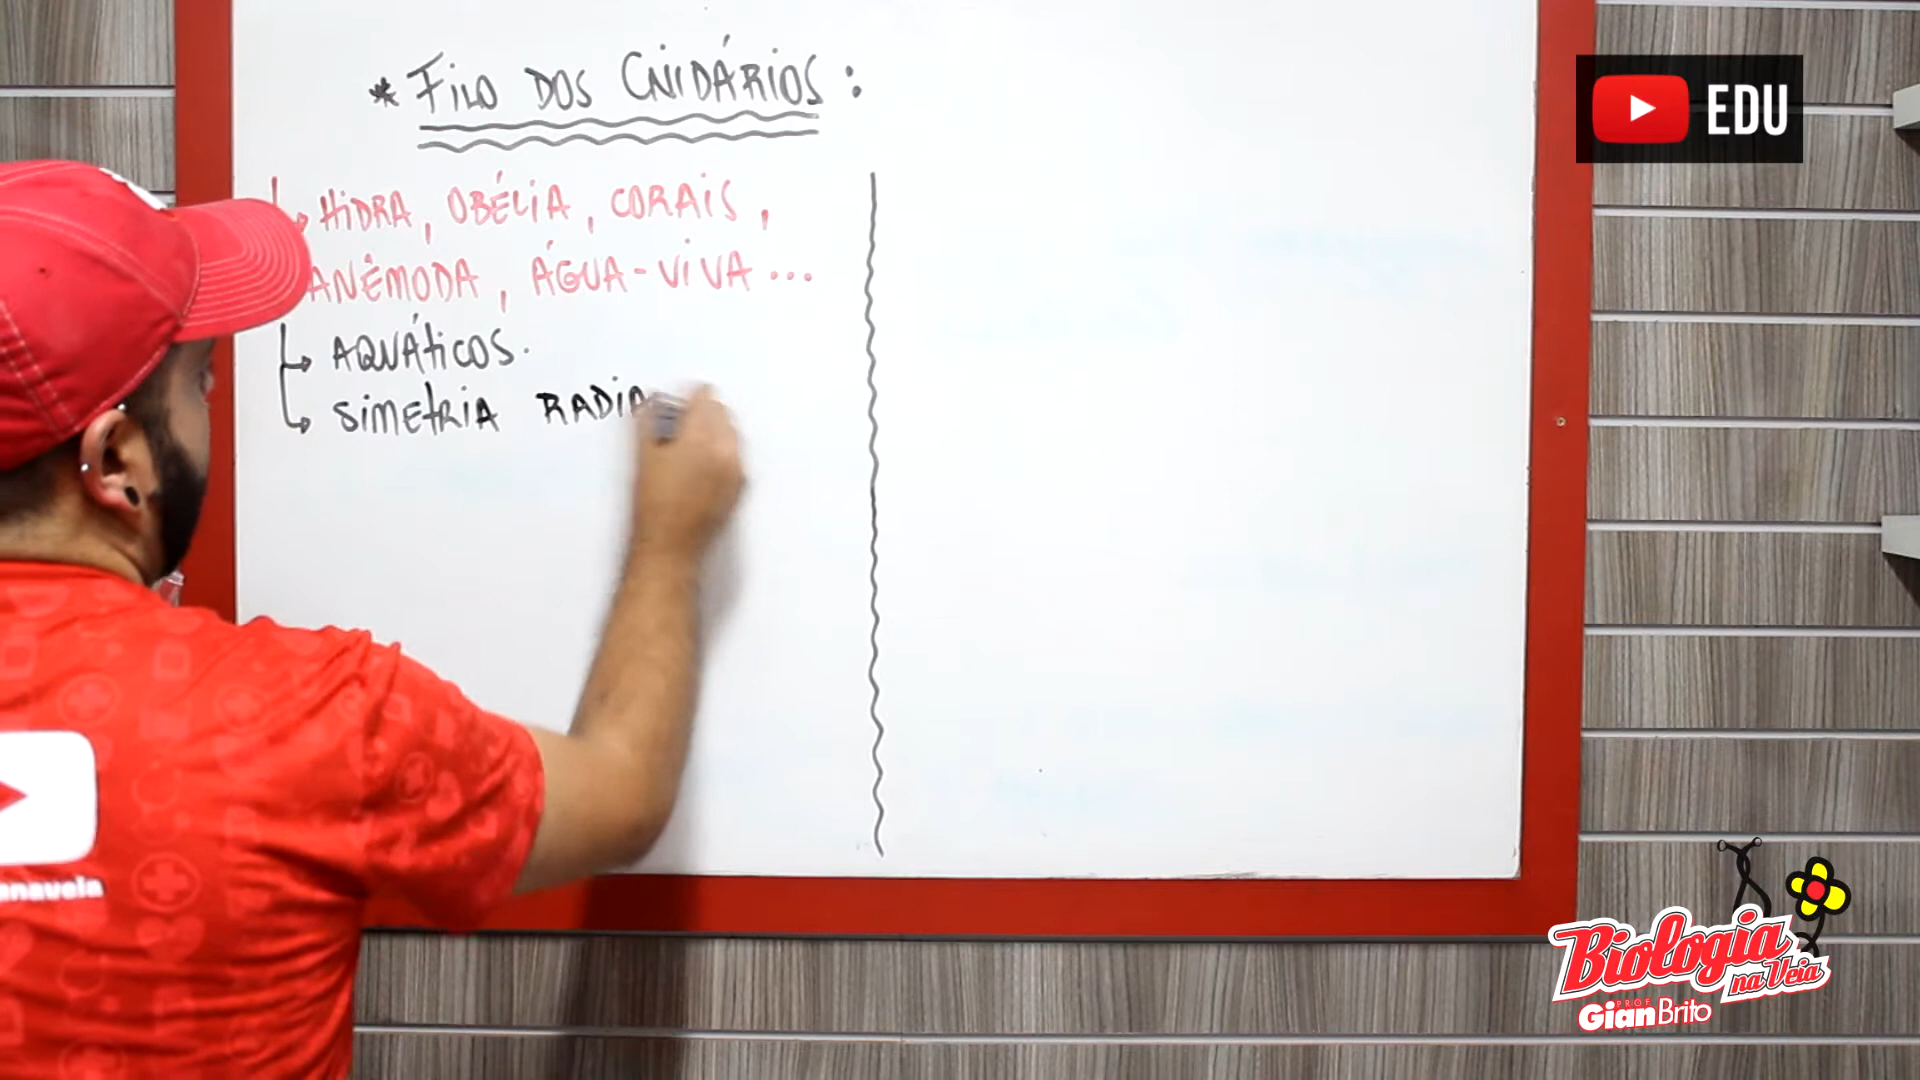 * FILO DOS CNIDÁRIOS:
HIDRA, OBÉLIA, CORAIS,
ANÊMODA, ÁGUA-VIVA...
AQUÁTICOS.
SIMETRIA RADIA
EDU
enaveia
Biologia
na Veia
PROF
Gian Brito